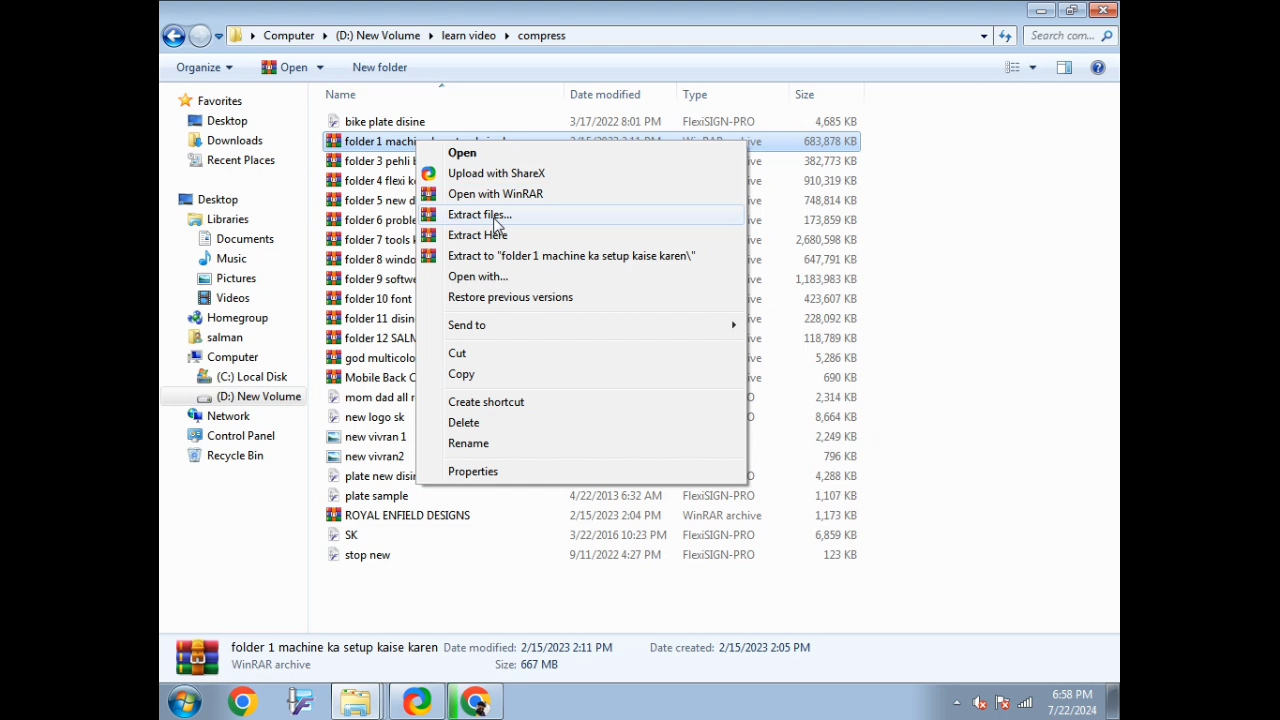 Computer (D:) New Volume learn video compress Search com...
Organize Open New folder
Favorites
Desktop
Downloads
Recent Places
Desktop
Libraries
Documents
Music
Pictures
Videos
Homegroup
salman
Computer
(C:) Local Disk
(D:) New Volume
Network
Control Panel
Recycle Bin
Name Date modified Type Size
bike plate disine 3/17/2022 8:01 PM FlexiSIGN-PRO 4,685 KB
folder 1 683,878 KB
folder 3 pehli 382,773 KB
folder 4 flexi 910,319 KB
folder 5 new 748,814 KB
folder 6 173,859 KB
folder 7 tools 2,680,598 KB
folder 8 647,791 KB
folder 9 1,183,983 KB
folder 10 font 423,607 KB
folder 11 228,092 KB
folder 12 118,789 KB
god 5,286 KB
Mobile Back 690 KB
mom dad all 2,314 KB
new logo sk 8,664 KB
new vivran 1 2,249 KB
new vivran2 796 KB
plate new 4,288 KB
plate sample 4/22/2013 6:32 AM FlexiSIGN-PRO 1,107 KB
ROYAL ENFIELD DESIGNS 2/15/2023 2:04 PM WinRAR archive 1,173 KB
SK 3/22/2016 10:23 PM FlexiSIGN-PRO 6,859 KB
stop new 9/11/2022 4:27 PM FlexiSIGN-PRO 123 KB
Open
Upload with ShareX
Open with WinRAR
Extract files...
Extract Here
Extract to "folder 1 machine ka setup kaise karen\"
Open with...
Restore previous versions
Send to
Cut
Copy
Create shortcut
Delete
Rename
Properties
folder 1 machine ka setup kaise karen Date modified: 2/15/2023 2:11 PM Date created: 2/15/2023 2:05 PM
WinRAR archive Size: 667 MB
6:58 PM
7/22/2024